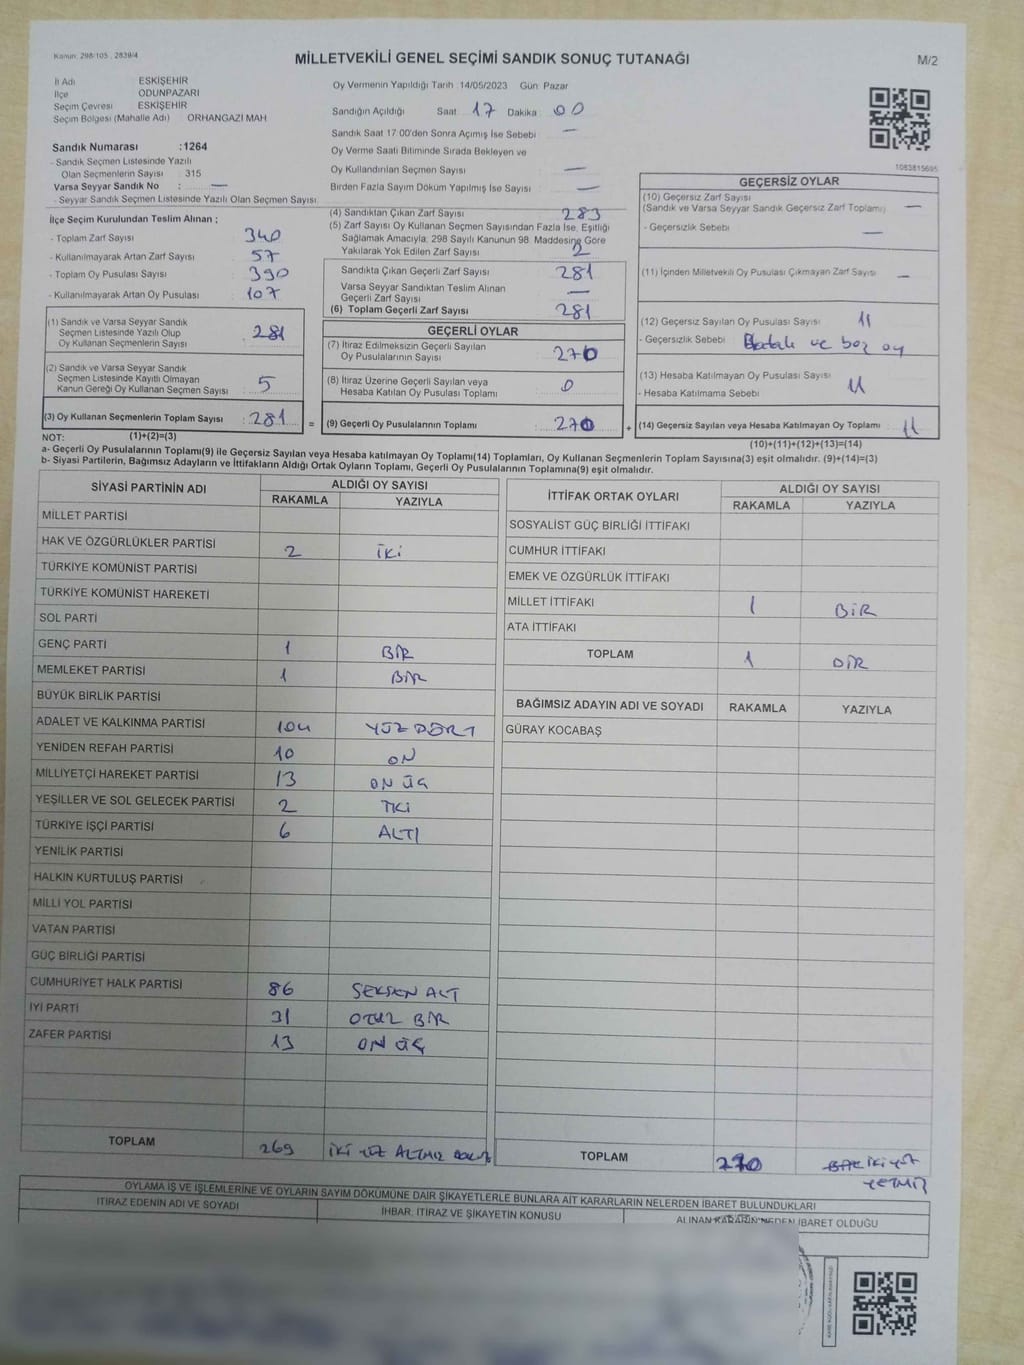 Kanun: 298/105 , 2839/4
MİLLETVEKİLİ GENEL SEÇİMİ SANDIK SONUÇ TUTANAĞI
M/2
İl Adı ESKİŞEHİR
İlçe ODUNPAZARI
Seçim Çevresi ESKİŞEHİR
Seçim Bölgesi (Mahalle Adı) ORHANGAZİ MAH
Sandık Numarası :1264
- Sandık Seçmen Listesinde Yazılı
Olan Seçmenlerin Sayısı 315
Varsa Seyyar Sandık No : —
- Seyyar Sandık Seçmen Listesinde Yazılı Olan Seçmen Sayısı
İlçe Seçim Kurulundan Teslim Alınan ;
- Toplam Zarf Sayısı 340
- Kullanılmayarak Artan Zarf Sayısı 57
- Toplam Oy Pusulası Sayısı 390
- Kullanılmayarak Artan Oy Pusulası 107
Oy Vermenin Yapıldığı Tarih :14/05/2023 Gün: Pazar
Sandığın Açıldığı Saat 17 Dakika 00
Sandık Saat 17:00'den Sonra Açılmış İse Sebebi —
Oy Verme Saati Bitiminde Sırada Bekleyen ve
Oy Kullandırılan Seçmen Sayısı —
Birden Fazla Sayım Döküm Yapılmış İse Sayısı —
(4) Sandıktan Çıkan Zarf Sayısı 283
(5) Zarf Sayısı Oy Kullanan Seçmen Sayısından Fazla İse, Eşitliği
Sağlamak Amacıyla; 298 Sayılı Kanunun 98. Maddesine Göre
Yakılarak Yok Edilen Zarf Sayısı 2
Sandıkta Çıkan Geçerli Zarf Sayısı 281
Varsa Seyyar Sandıktan Teslim Alınan
Geçerli Zarf Sayısı —
(6) Toplam Geçerli Zarf Sayısı 281
1083815695
GEÇERSİZ OYLAR
(10) Geçersiz Zarf Sayısı
(Sandık ve Varsa Seyyar Sandık Geçersiz Zarf Toplamı) —
- Geçersizlik Sebebi —
(11) İçinden Milletvekili Oy Pusulası Çıkmayan Zarf Sayısı —
(12) Geçersiz Sayılan Oy Pusulası Sayısı 11
- Geçersizlik Sebebi ve boş oy
(13) Hesaba Katılmayan Oy Pusulası Sayısı
- Hesaba Katılmama Sebebi 11
(14) Geçersiz Sayılan veya Hesaba Katılmayan Oy Toplamı 11
(10)+(11)+(12)+(13)=(14)
(1) Sandık ve Varsa Seyyar Sandık
Seçmen Listesinde Yazılı Olup
Oy Kullanan Seçmenlerin Sayısı 281
(2) Sandık ve Varsa Seyyar Sandık
Seçmen Listesinde Kayıtlı Olmayan
Kanun Gereği Oy Kullanan Seçmen Sayısı 5
(3) Oy Kullanan Seçmenlerin Toplam Sayısı : 281
(1)+(2)=(3)
GEÇERLİ OYLAR
(7) İtiraz Edilmeksizin Geçerli Sayılan
Oy Pusulalarının Sayısı 270
(8) İtiraz Üzerine Geçerli Sayılan veya
Hesaba Katılan Oy Pusulası Toplamı 0
= (9) Geçerli Oy Pusulalarının Toplamı 270 +
NOT:
a- Geçerli Oy Pusulalarının Toplamı(9) ile Geçersiz Sayılan veya Hesaba Katılmayan Oy Toplamı(14) Toplamları, Oy Kullanan Seçmenlerin Toplam Sayısına(3) eşit olmalıdır. (9)+(14)=(3)
b- Siyasi Partilerin, Bağımsız Adayların ve İttifakların Aldığı Ortak Oyların Toplamı, Geçerli Oy Pusulalarının Toplamına(9) eşit olmalıdır.
SİYASİ PARTİNİN ADI ALDIĞI OY SAYISI
RAKAMLA YAZIYLA
MİLLET PARTİSİ
HAK VE ÖZGÜRLÜKLER PARTİSİ 2 İKİ
TÜRKİYE KOMÜNİST PARTİSİ
TÜRKİYE KOMÜNİST HAREKETİ
SOL PARTİ
GENÇ PARTİ 1 BİR
MEMLEKET PARTİSİ 1 BİR
BÜYÜK BİRLİK PARTİSİ
ADALET VE KALKINMA PARTİSİ 104 YÜZ DÖRT
YENİDEN REFAH PARTİSİ 10 ON
MİLLİYETÇİ HAREKET PARTİSİ 13 ON ÜÇ
YEŞİLLER VE SOL GELECEK PARTİSİ 2 İKİ
TÜRKİYE İŞÇİ PARTİSİ 6 ALTI
YENİLİK PARTİSİ
HALKIN KURTULUŞ PARTİSİ
MİLLİ YOL PARTİSİ
VATAN PARTİSİ
GÜÇ BİRLİĞİ PARTİSİ
CUMHURİYET HALK PARTİSİ 86 SEKSEN ALTI
İYİ PARTİ 31 OTUZ BİR
ZAFER PARTİSİ 13 ON ÜÇ
TOPLAM 269 İKİ YÜZ ALTMIŞ DOKUZ
İTTİFAK ORTAK OYLARI ALDIĞI OY SAYISI
RAKAMLA YAZIYLA
SOSYALİST GÜÇ BİRLİĞİ İTTİFAKI
CUMHUR İTTİFAKI
EMEK VE ÖZGÜRLÜK İTTİFAKI
MİLLET İTTİFAKI 1 BİR
ATA İTTİFAKI
TOPLAM 1 BİR
BAĞIMSIZ ADAYIN ADI VE SOYADI RAKAMLA YAZIYLA
GÜRAY KOCABAŞ
TOPLAM 270 BİR İKİ YÜZ
YETMİŞ
OYLAMA İŞ VE İŞLEMLERİNE VE OYLARIN SAYIM DÖKÜMÜNE DAİR ŞİKAYETLERLE BUNLARA AİT KARARLARIN NELERDEN İBARET BULUNDUKLARI
İTİRAZ EDENİN ADI VE SOYADI İHBAR, İTİRAZ VE ŞİKAYETİN KONUSU ALINAN KARARIN NEDEN İBARET OLDUĞU